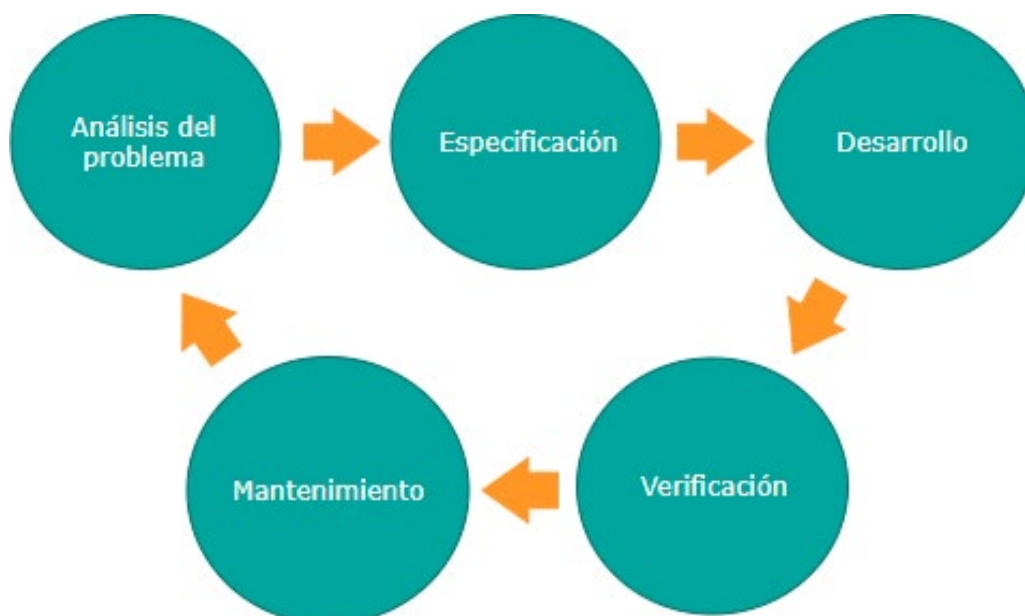 Análisis del
problema
Especificación
Desarrollo
Verificación
Mantenimiento